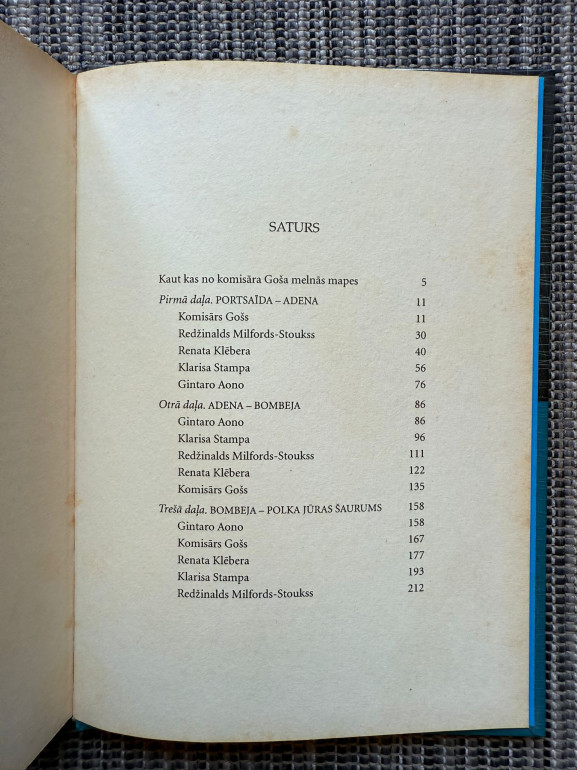 SATURS
Kaut kas no komisāra Goša melnās mapes 5
Pirmā daļa. PORTSAĪDA – ADENA 11
Komisārs Gošs 11
Redžinalds Milfords-Stoukss 30
Renata Klēbera 40
Klarisa Stampa 56
Gintaro Aono 76
Otrā daļa. ADENA – BOMBEJA 86
Gintaro Aono 86
Klarisa Stampa 96
Redžinalds Milfords-Stoukss 111
Renata Klēbera 122
Komisārs Gošs 135
Trešā daļa. BOMBEJA – POLKA JŪRAS ŠAURUMS 158
Gintaro Aono 158
Komisārs Gošs 167
Renata Klēbera 177
Klarisa Stampa 193
Redžinalds Milfords-Stoukss 212